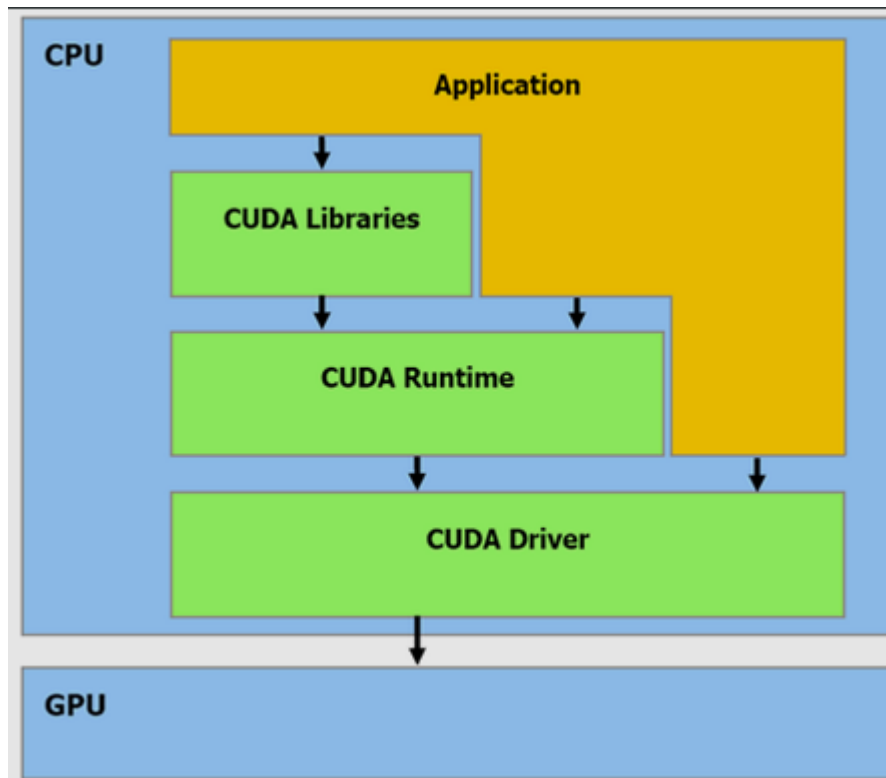 CPU
Application
CUDA Libraries
CUDA Runtime
CUDA Driver
GPU